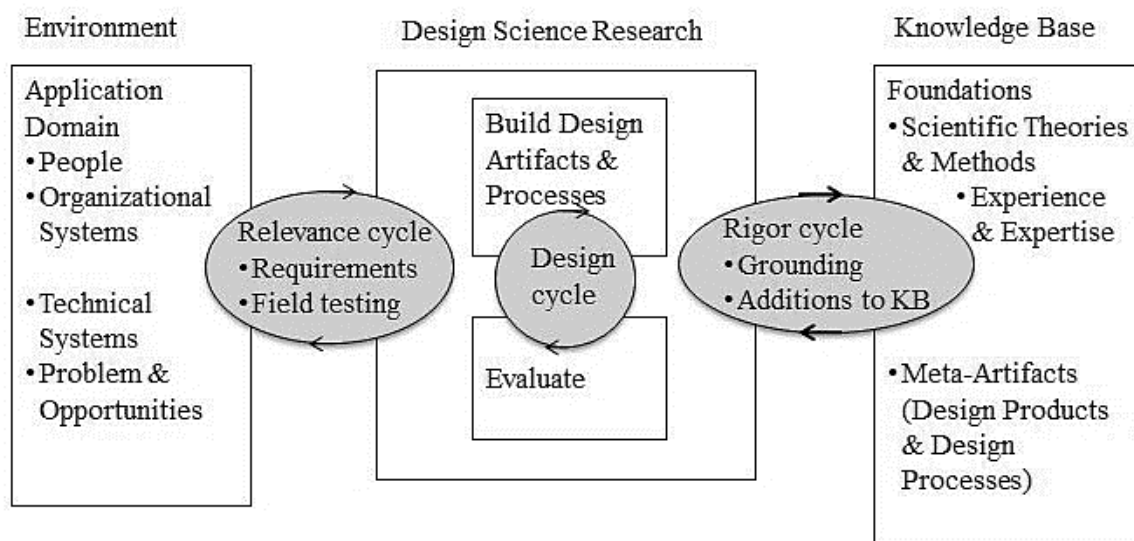 Environment
Design Science Research
Knowledge Base
Application
Domain
•People
•Organizational
Systems
•Technical
Systems
•Problem &
Opportunities
Relevance cycle
•Requirements
•Field testing
Build Design
Artifacts &
Processes
Design
cycle
Evaluate
Rigor cycle
•Grounding
•Additions to KB
Foundations
•Scientific Theories
& Methods
•Experience
& Expertise
•Meta-Artifacts
(Design Products
& Design
Processes)